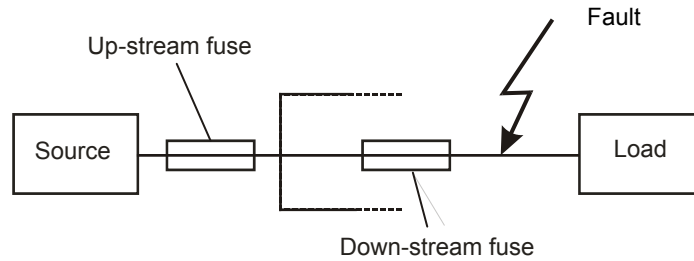 Fault
Up-stream fuse
Source
Load
Down-stream fuse